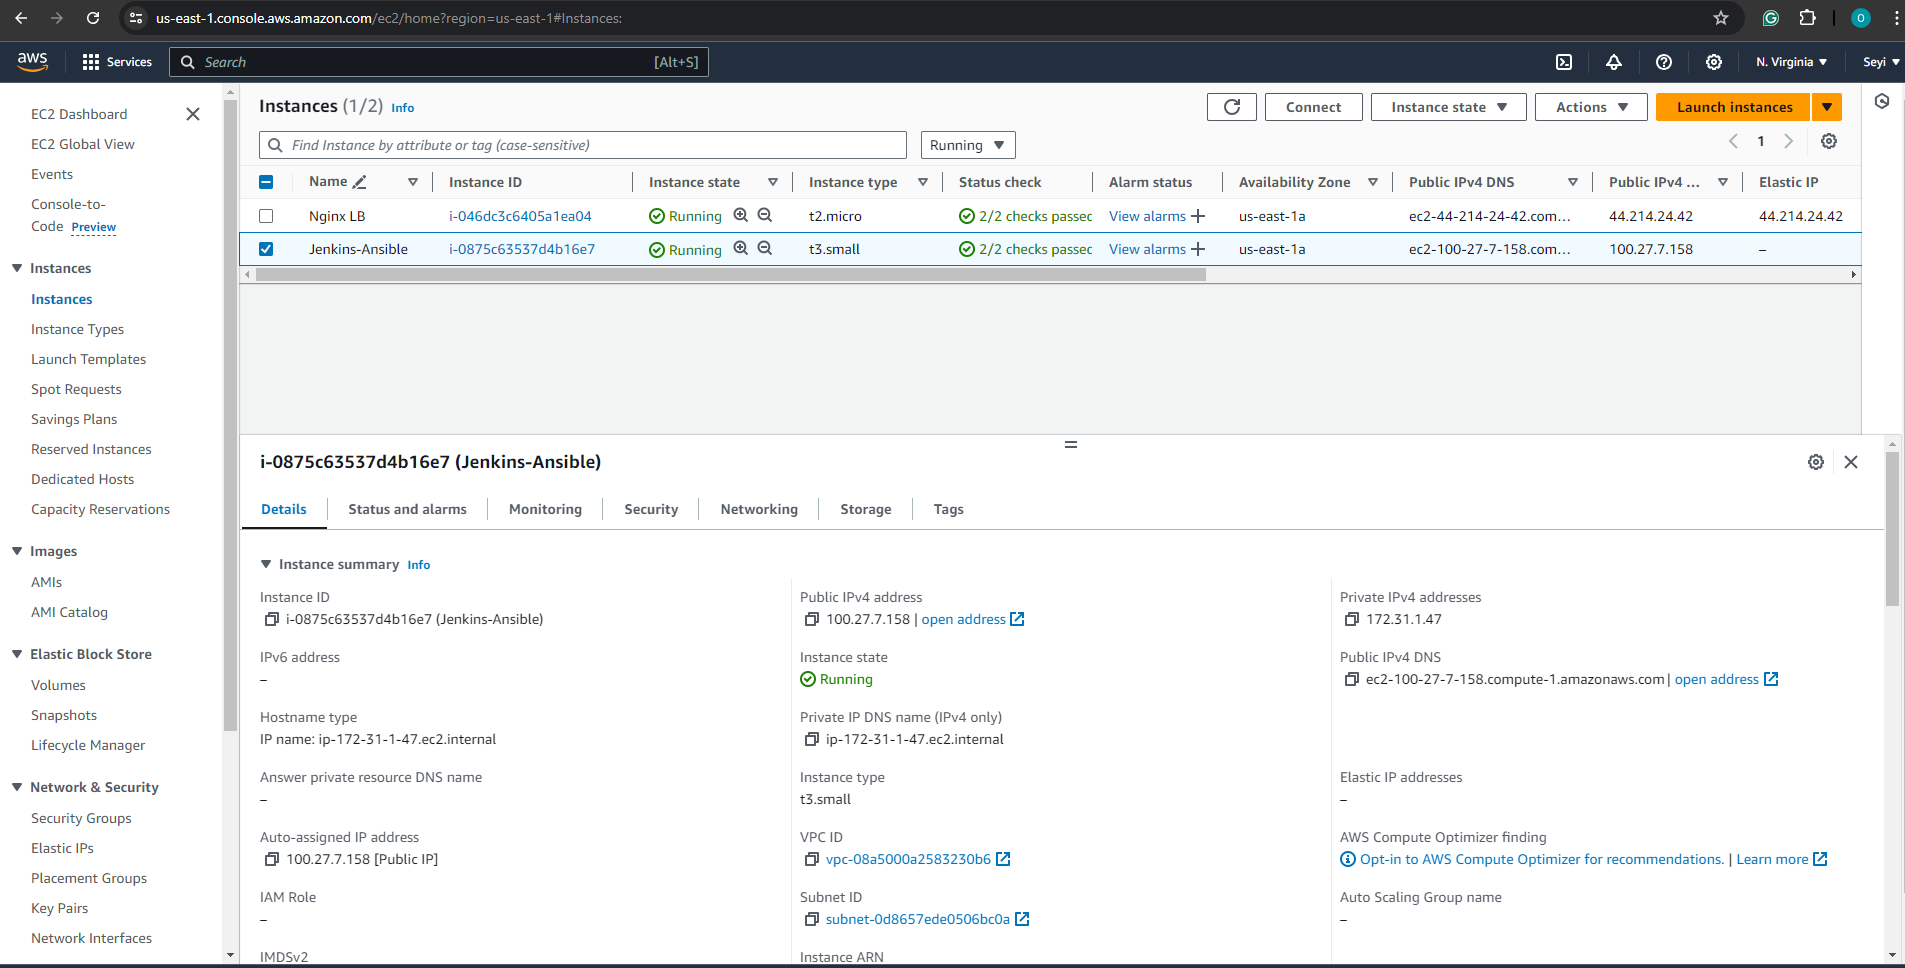 us-east-1.console.aws.amazon.com/ec2/home?region=us-east-1#Instances:
O
aws
Services
Search
[Alt+S]
N. Virginia
Seyi
EC2 Dashboard
EC2 Global View
Events
Console-to-
Code Preview
Instances
Instances
Instance Types
Launch Templates
Spot Requests
Savings Plans
Reserved Instances
Dedicated Hosts
Capacity Reservations
Images
AMIs
AMI Catalog
Elastic Block Store
Volumes
Snapshots
Lifecycle Manager
Network & Security
Security Groups
Elastic IPs
Placement Groups
Key Pairs
Network Interfaces
Instances (1/2) Info
Connect
Instance state
Actions
Launch instances
Find Instance by attribute or tag (case-sensitive)
Running
1
Name Instance ID Instance state Instance type Status check Alarm status Availability Zone Public IPv4 DNS Public IPv4 ... Elastic IP
Nginx LB i-046dc3c6405a1ea04 Running t2.micro 2/2 checks passec View alarms us-east-1a ec2-44-214-24-42.com... 44.214.24.42 44.214.24.42
Jenkins-Ansible i-0875c63537d4b16e7 Running t3.small 2/2 checks passec View alarms us-east-1a ec2-100-27-7-158.com... 100.27.7.158 –
i-0875c63537d4b16e7 (Jenkins-Ansible)
Details Status and alarms Monitoring Security Networking Storage Tags
Instance summary Info
Instance ID
i-0875c63537d4b16e7 (Jenkins-Ansible)
Public IPv4 address
100.27.7.158 | open address
Private IPv4 addresses
172.31.1.47
IPv6 address
–
Instance state
Running
Public IPv4 DNS
ec2-100-27-7-158.compute-1.amazonaws.com | open address
Hostname type
IP name: ip-172-31-1-47.ec2.internal
Private IP DNS name (IPv4 only)
ip-172-31-1-47.ec2.internal
Answer private resource DNS name
–
Instance type
t3.small
Elastic IP addresses
–
Auto-assigned IP address
100.27.7.158 [Public IP]
VPC ID
vpc-08a5000a2583230b6
AWS Compute Optimizer finding
Opt-in to AWS Compute Optimizer for recommendations. | Learn more
IAM Role
–
Subnet ID
subnet-0d8657ede0506bc0a
Auto Scaling Group name
–
IMDSv2
Instance ARN